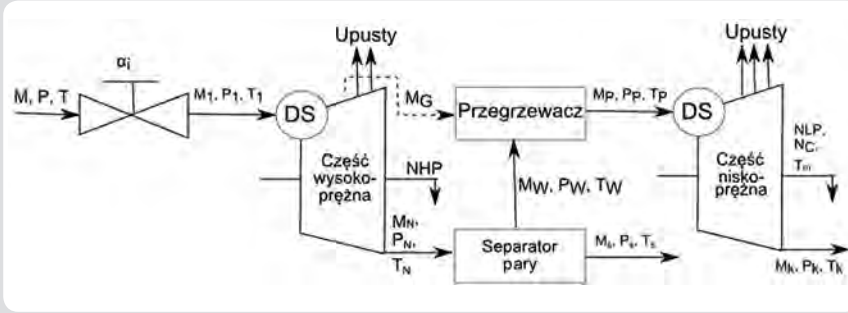 Upusty
Upusty
αi
M, P, T
M1, P1, T1
DS
MG
Przegrzewacz
MP, PP, TP
DS
Część
wysoko-
prężna
NHP
MW, PW, TW
NLP,
NC,
Tm
Część
nisko-
prężna
MN,
PN,
TN
Separator
pary
Ms, Ps, Ts
Mk, Pk, Tk